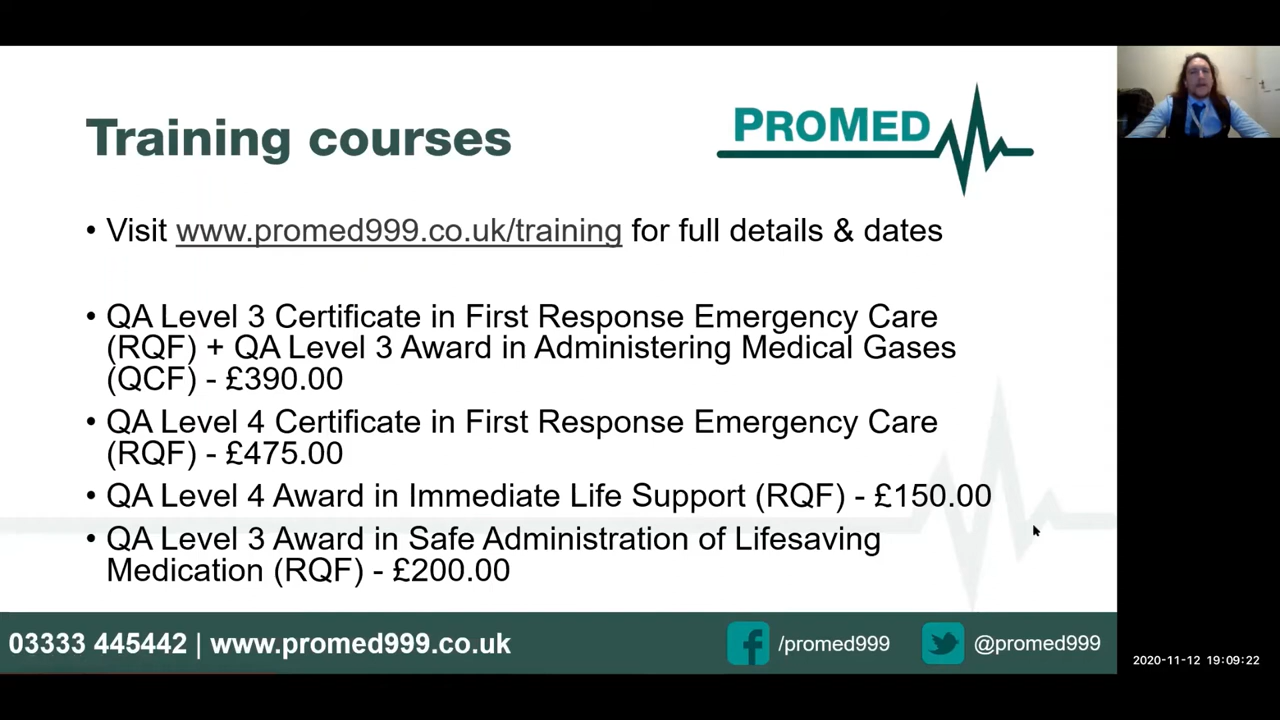 Training courses
PROMED
• Visit www.promed999.co.uk/training for full details & dates
• QA Level 3 Certificate in First Response Emergency Care
(RQF) + QA Level 3 Award in Administering Medical Gases
(QCF) - £390.00
• QA Level 4 Certificate in First Response Emergency Care
(RQF) - £475.00
• QA Level 4 Award in Immediate Life Support (RQF) - £150.00
• QA Level 3 Award in Safe Administration of Lifesaving
Medication (RQF) - £200.00
03333 445442 | www.promed999.co.uk
/promed999
@promed999
2020-11-12 19:09:22